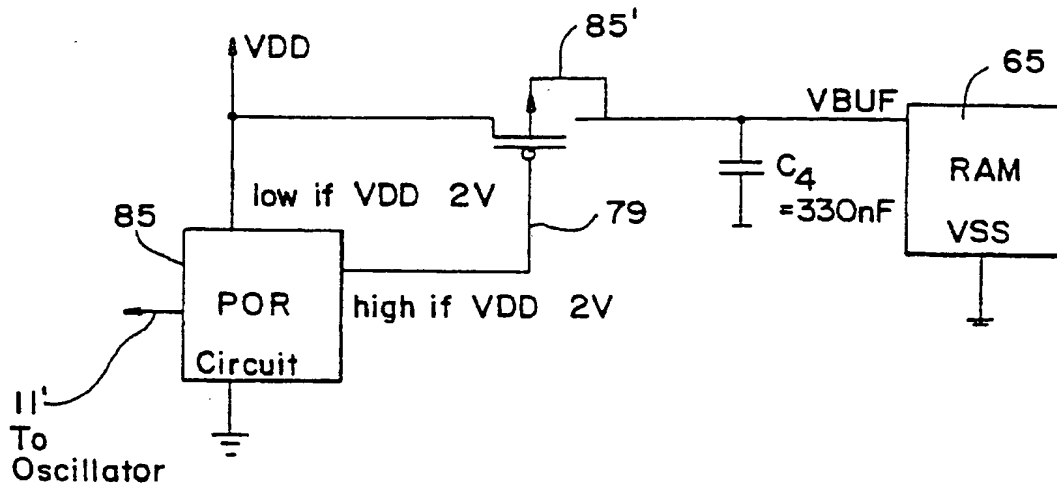 85'
VDD
65
VBUF
C4
=330nF
RAM
VSS
low if VDD 2V
79
85
POR
Circuit
high if VDD 2V
11'
To
Oscillator